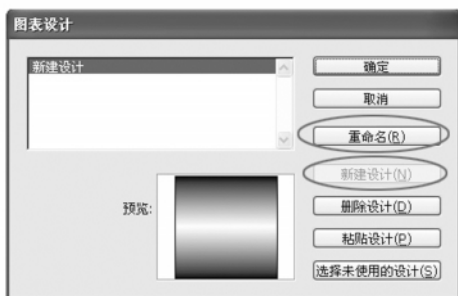 图表设计
新建设计
确定
取消
重命名(R)
新建设计(N)
预览:
删除设计(D)
粘贴设计(P)
选择未使用的设计(S)